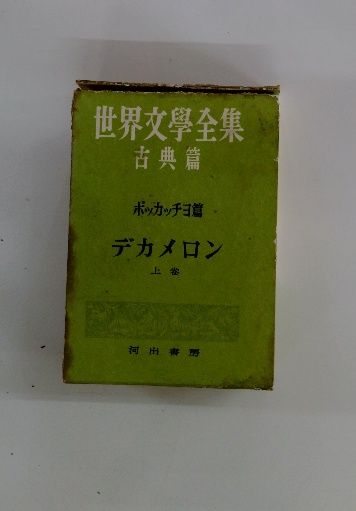 世界文學全集
古典篇
ボッカッチョ篇
デカメロン
上卷
河出書房